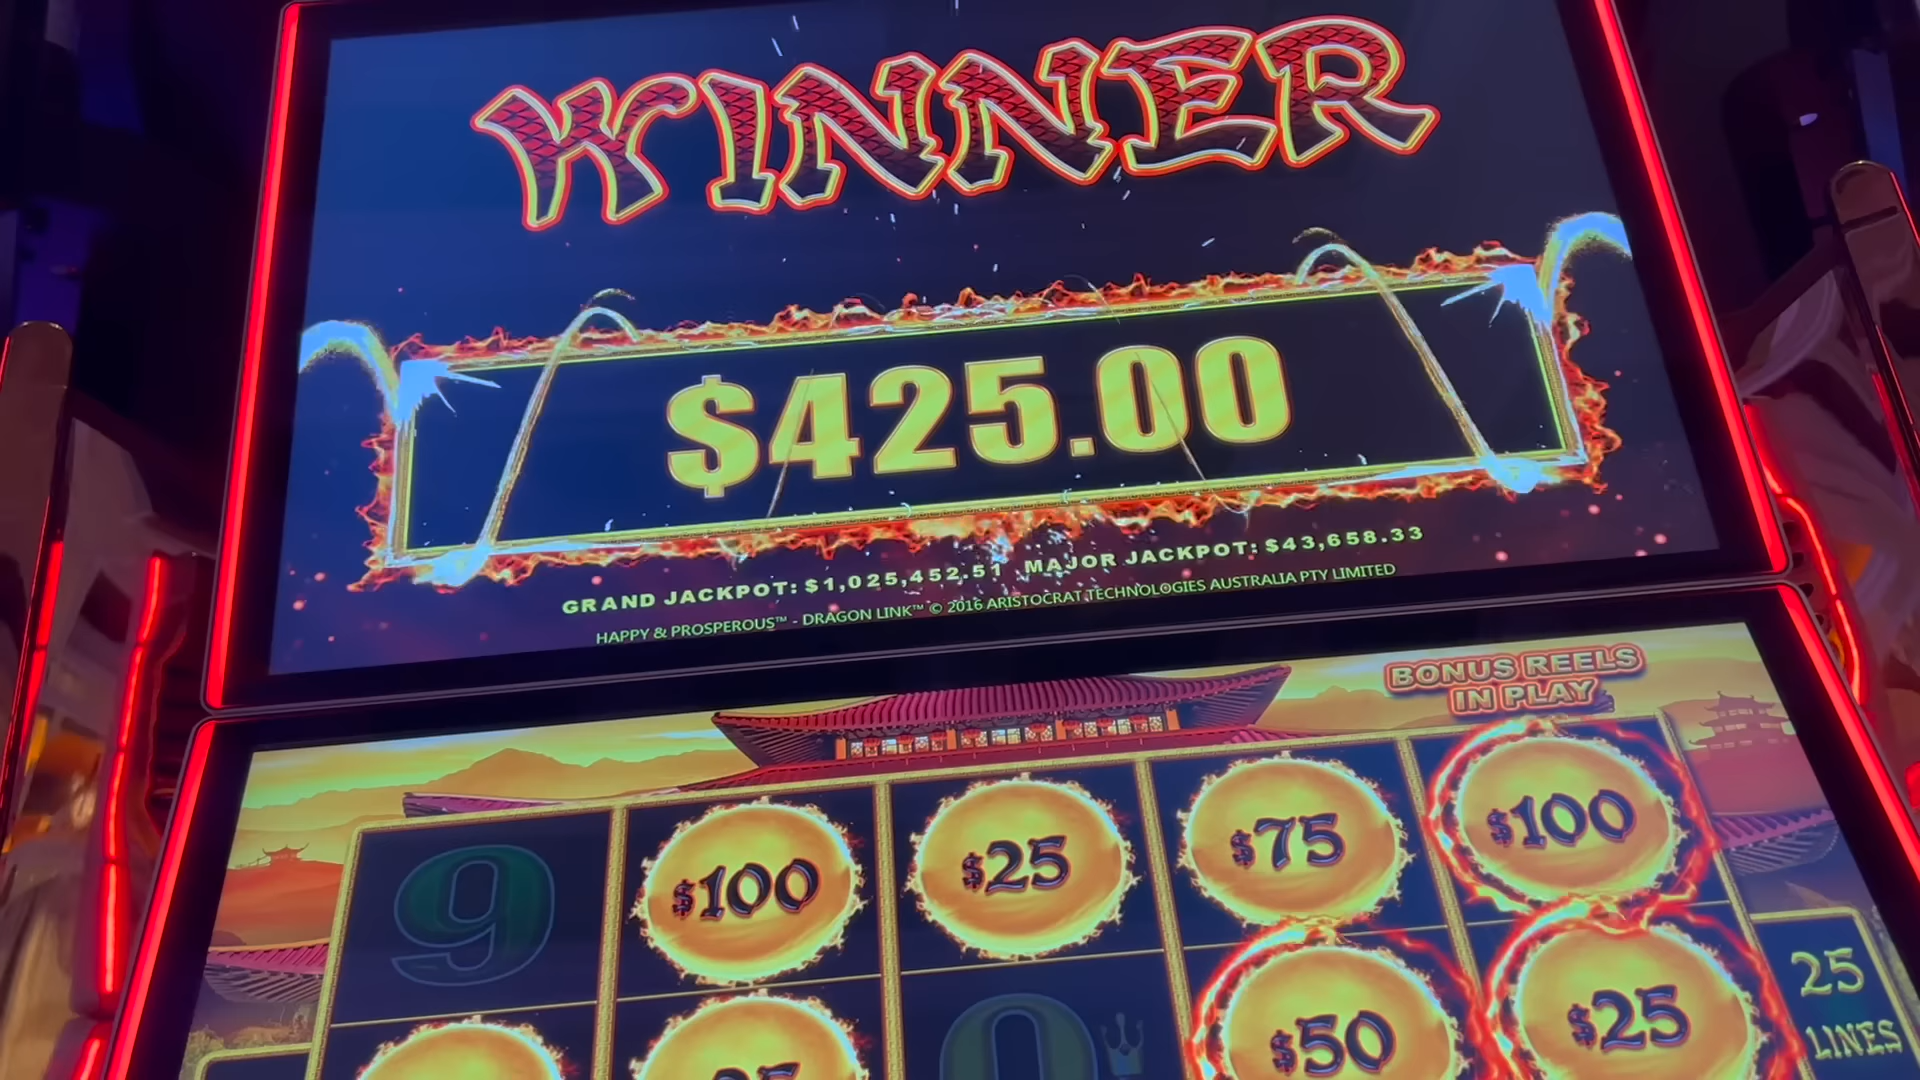 WINNER
$425.00
GRAND JACKPOT: $1,025,452.51 MAJOR JACKPOT: $43,658.33
HAPPY & PROSPEROUS™ - DRAGON LINK™ © 2016 ARISTOCRAT TECHNOLOGIES AUSTRALIA PTY LIMITED
BONUS REELS
IN PLAY
9 $100 $25 $75 $100
$50 $25
25
LINES